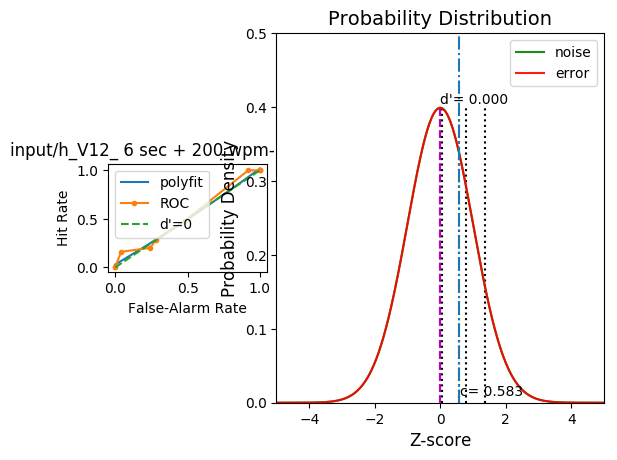 input/h_V12_ 6 sec + 200 wpm-
1.0
0.5
0.0
Hit Rate
polyfit
ROC
d'=0
0.0
0.5
1.0
False-Alarm Rate
Probability Distribution
Probability Density
0.5
0.4
0.3
0.2
0.1
0.0
noise
error
d'= 0.000
c= 0.583
−4
−2
0
2
4
Z-score